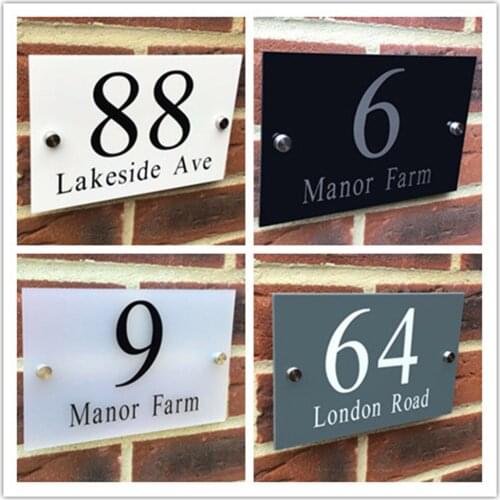 88
Lakeside Ave
6
Manor Farm
9
Manor Farm
64
London Road